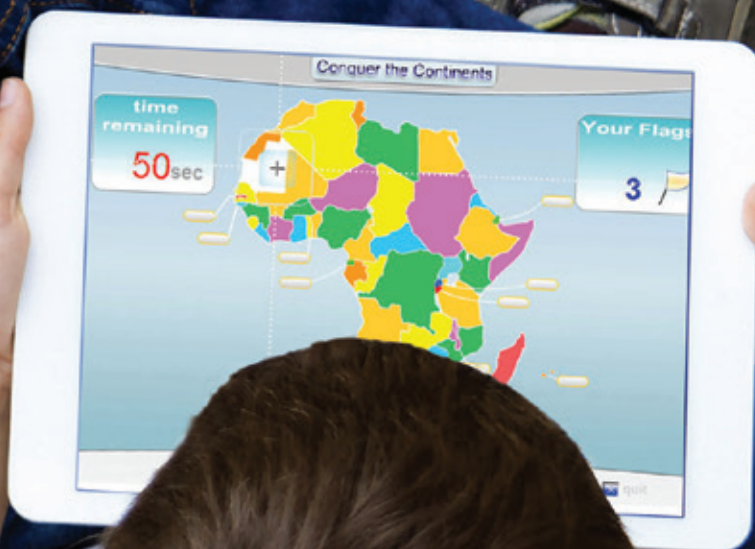 Conquer the Continents
time
remaining
50sec
Your Flags
3
quit